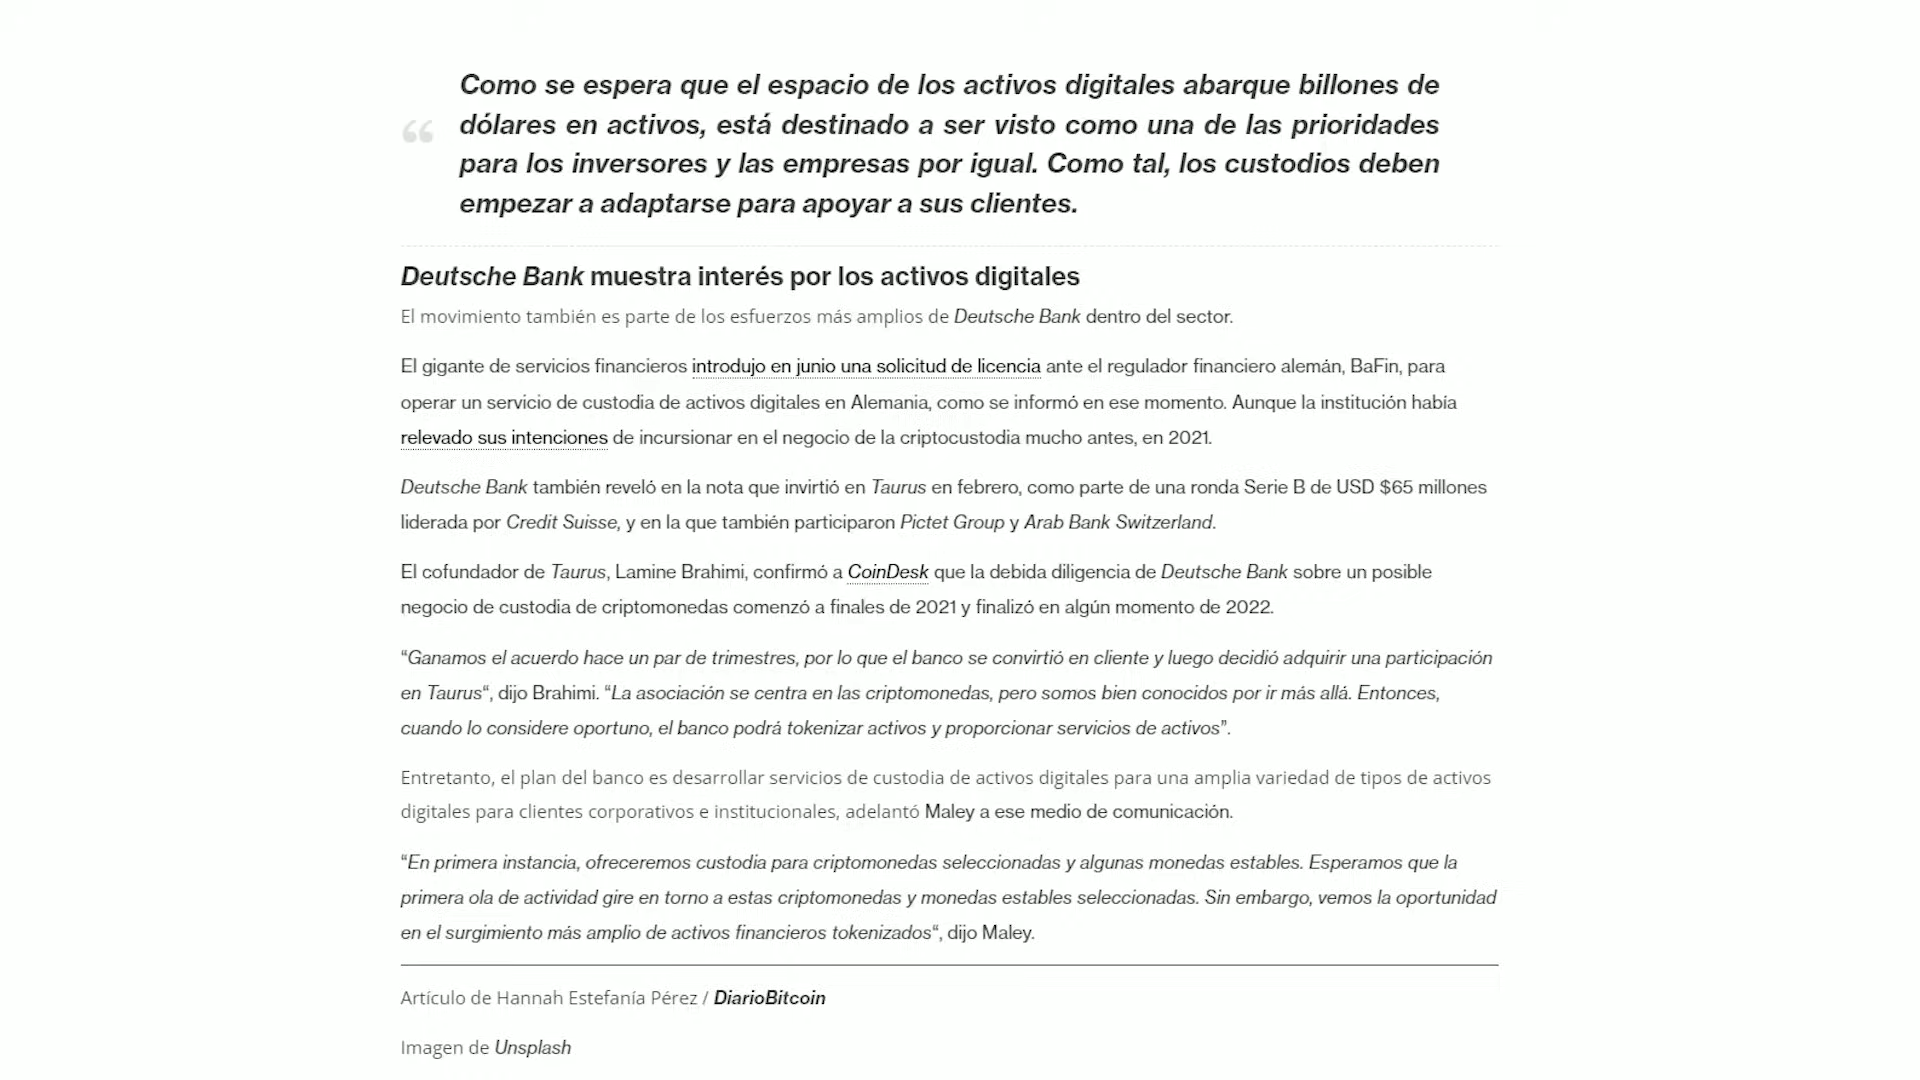 Como se espera que el espacio de los activos digitales abarque billones de
“ dólares en activos, está destinado a ser visto como una de las prioridades
para los inversores y las empresas por igual. Como tal, los custodios deben
empezar a adaptarse para apoyar a sus clientes.
Deutsche Bank muestra interés por los activos digitales
El movimiento también es parte de los esfuerzos más amplios de Deutsche Bank dentro del sector.
El gigante de servicios financieros introdujo en junio una solicitud de licencia ante el regulador financiero alemán, BaFin, para
operar un servicio de custodia de activos digitales en Alemania, como se informó en ese momento. Aunque la institución había
relevado sus intenciones de incursionar en el negocio de la criptocustodia mucho antes, en 2021.
Deutsche Bank también reveló en la nota que invirtió en Taurus en febrero, como parte de una ronda Serie B de USD $65 millones
liderada por Credit Suisse, y en la que también participaron Pictet Group y Arab Bank Switzerland.
El cofundador de Taurus, Lamine Brahimi, confirmó a CoinDesk que la debida diligencia de Deutsche Bank sobre un posible
negocio de custodia de criptomonedas comenzó a finales de 2021 y finalizó en algún momento de 2022.
“Ganamos el acuerdo hace un par de trimestres, por lo que el banco se convirtió en cliente y luego decidió adquirir una participación
en Taurus“, dijo Brahimi. “La asociación se centra en las criptomonedas, pero somos bien conocidos por ir más allá. Entonces,
cuando lo considere oportuno, el banco podrá tokenizar activos y proporcionar servicios de activos”.
Entretanto, el plan del banco es desarrollar servicios de custodia de activos digitales para una amplia variedad de tipos de activos
digitales para clientes corporativos e institucionales, adelantó Maley a ese medio de comunicación.
“En primera instancia, ofreceremos custodia para criptomonedas seleccionadas y algunas monedas estables. Esperamos que la
primera ola de actividad gire en torno a estas criptomonedas y monedas estables seleccionadas. Sin embargo, vemos la oportunidad
en el surgimiento más amplio de activos financieros tokenizados“, dijo Maley.
Artículo de Hannah Estefanía Pérez / DiarioBitcoin
Imagen de Unsplash